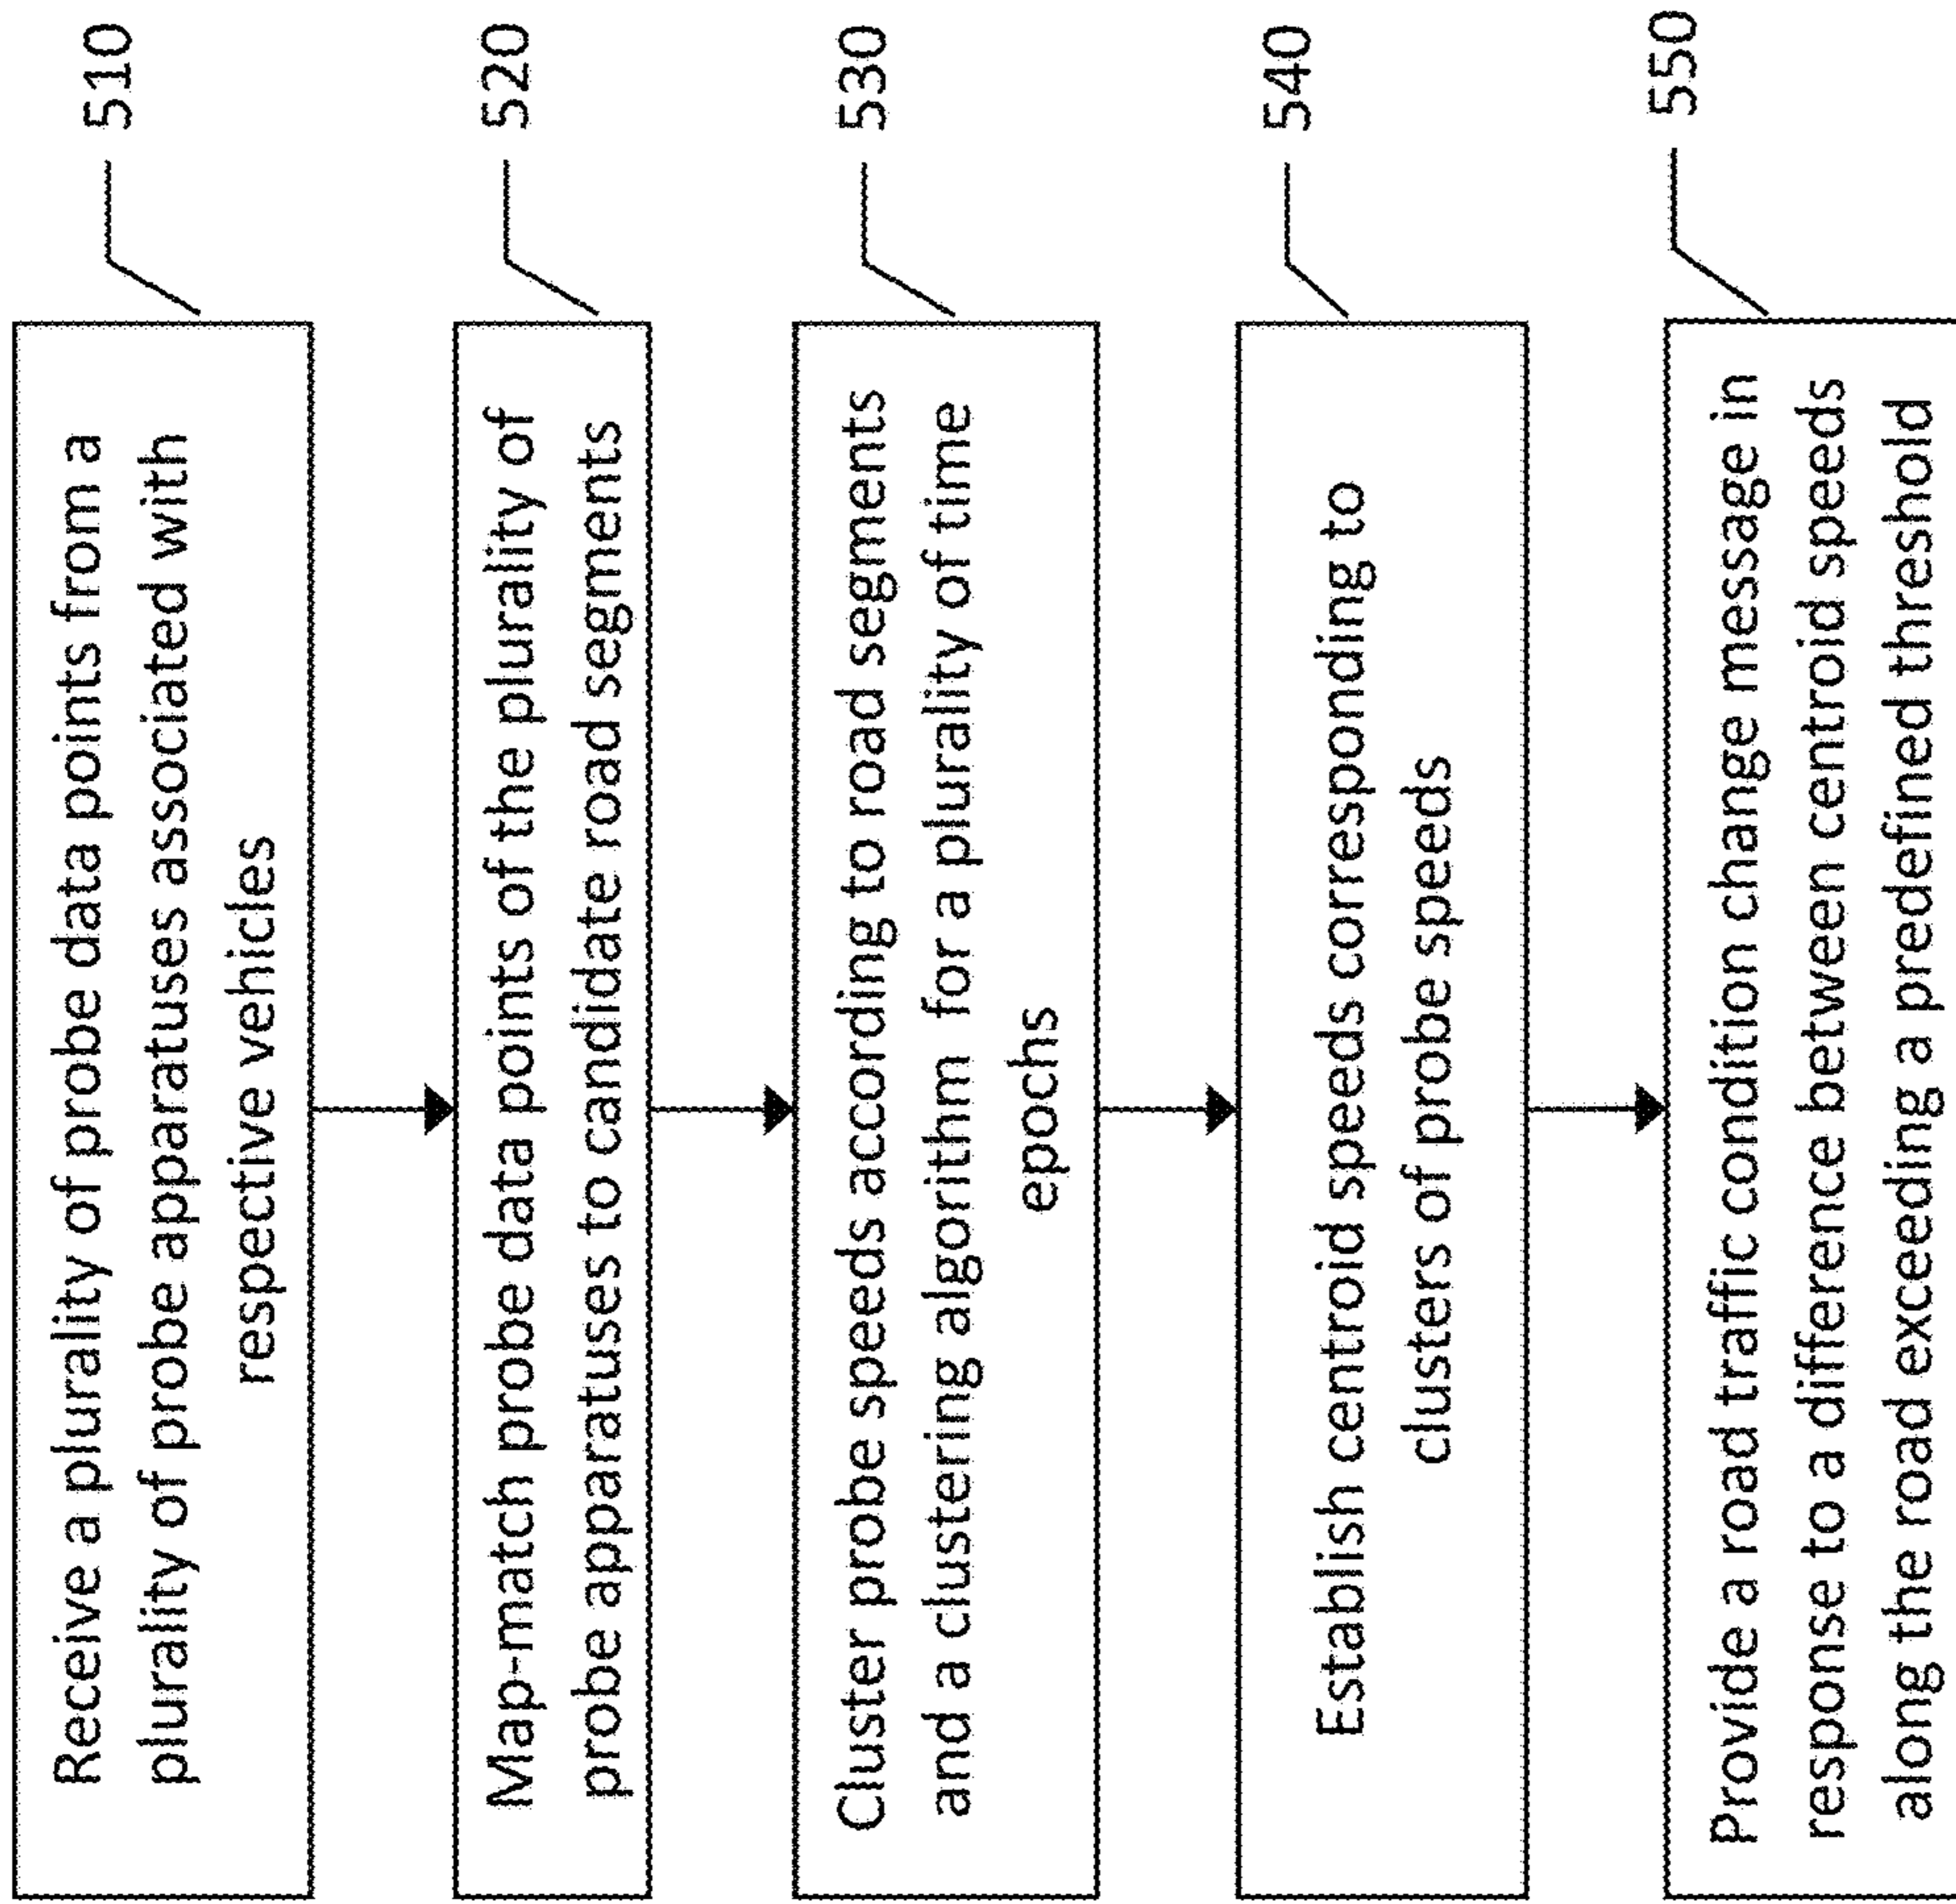 Receive a plurality of probe data points from a
plurality of probe apparatuses associated with
respective vehicles
510
Map-match probe data points of the plurality of
probe apparatuses to candidate road segments
520
Cluster probe speeds according to road segments
and a clustering algorithm for a plurality of time
epochs
530
Establish centroid speeds corresponding to
clusters of probe speeds
540
Provide a road traffic condition change message in
response to a difference between centroid speeds
along the road exceeding a predefined threshold
550